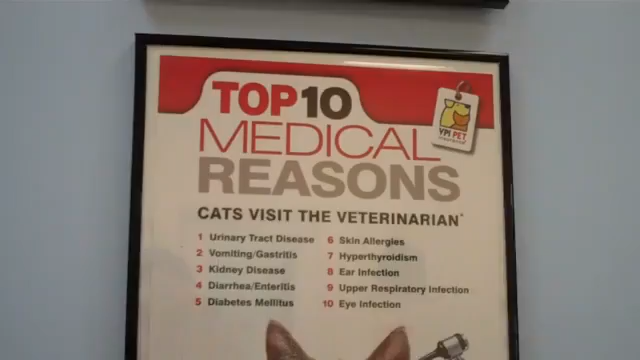 TOP 10
MEDICAL
REASONS
CATS VISIT THE VETERINARIAN*
1 Urinary Tract Disease
2 Vomiting/Gastritis
3 Kidney Disease
4 Diarrhea/Enteritis
5 Diabetes Mellitus
6 Skin Allergies
7 Hyperthyroidism
8 Ear Infection
9 Upper Respiratory Infection
10 Eye Infection
VPI PET